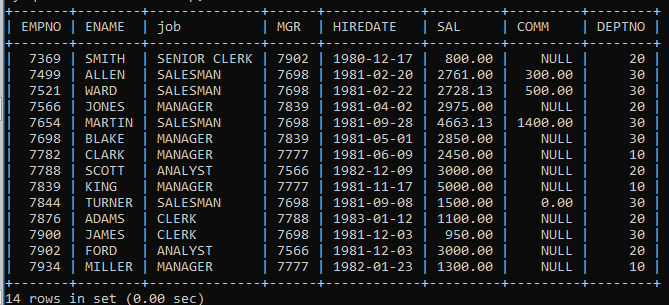 | EMPNO | ENAME | job | MGR | HIREDATE | SAL | COMM | DEPTNO |
| 7369 | SMITH | SENIOR CLERK | 7902 | 1980-12-17 | 800.00 | NULL | 20 |
| 7499 | ALLEN | SALESMAN | 7698 | 1981-02-20 | 2761.00 | 300.00 | 30 |
| 7521 | WARD | SALESMAN | 7698 | 1981-02-22 | 2728.13 | 500.00 | 30 |
| 7566 | JONES | MANAGER | 7839 | 1981-04-02 | 2975.00 | NULL | 20 |
| 7654 | MARTIN | SALESMAN | 7698 | 1981-09-28 | 4663.13 | 1400.00 | 30 |
| 7698 | BLAKE | MANAGER | 7839 | 1981-05-01 | 2850.00 | NULL | 30 |
| 7782 | CLARK | MANAGER | 7777 | 1981-06-09 | 2450.00 | NULL | 10 |
| 7788 | SCOTT | ANALYST | 7566 | 1982-12-09 | 3000.00 | NULL | 20 |
| 7839 | KING | MANAGER | 7777 | 1981-11-17 | 5000.00 | NULL | 10 |
| 7844 | TURNER | SALESMAN | 7698 | 1981-09-08 | 1500.00 | 0.00 | 30 |
| 7876 | ADAMS | CLERK | 7788 | 1983-01-12 | 1100.00 | NULL | 20 |
| 7900 | JAMES | CLERK | 7698 | 1981-12-03 | 950.00 | NULL | 30 |
| 7902 | FORD | ANALYST | 7566 | 1981-12-03 | 3000.00 | NULL | 20 |
| 7934 | MILLER | MANAGER | 7777 | 1982-01-23 | 1300.00 | NULL | 10 |
14 rows in set (0.00 sec)